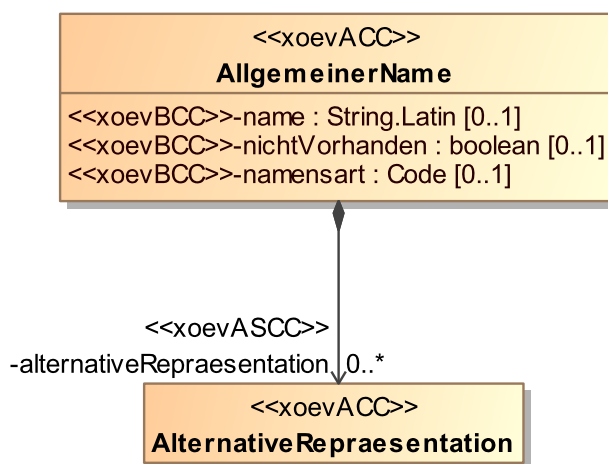 <<xoevACC>>
AllgemeinerName
<<xoevBCC>>-name : String.Latin [0..1]
<<xoevBCC>>-nichtVorhanden : boolean [0..1]
<<xoevBCC>>-namensart : Code [0..1]
<<xoevASCC>>
-alternativeRepraesentation 0..*
<<xoevACC>>
AlternativeRepraesentation